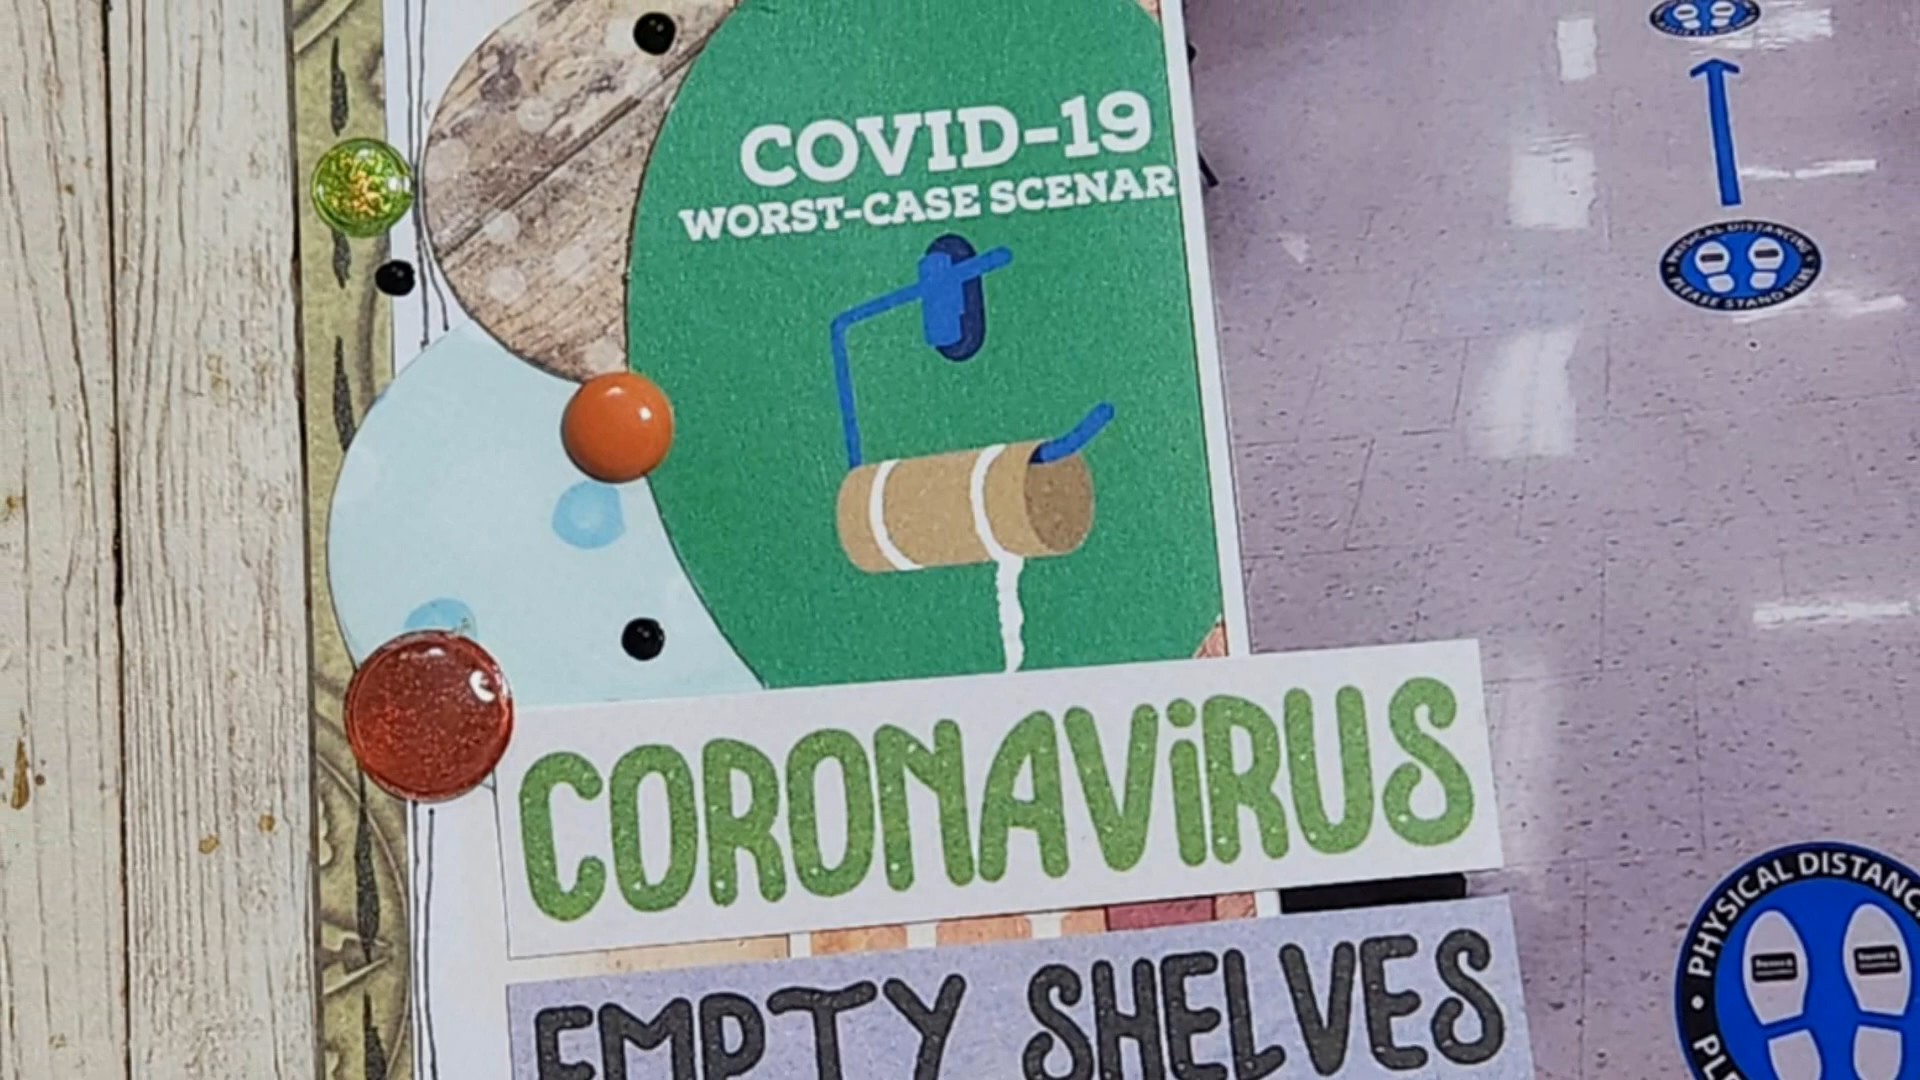 COVID-19
WORST-CASE SCENAR
CORONAViRUS
EMPTY SHELVES
PHYSICAL DISTANCING
PLEASE STAND HERE
PHYSICAL DISTANC